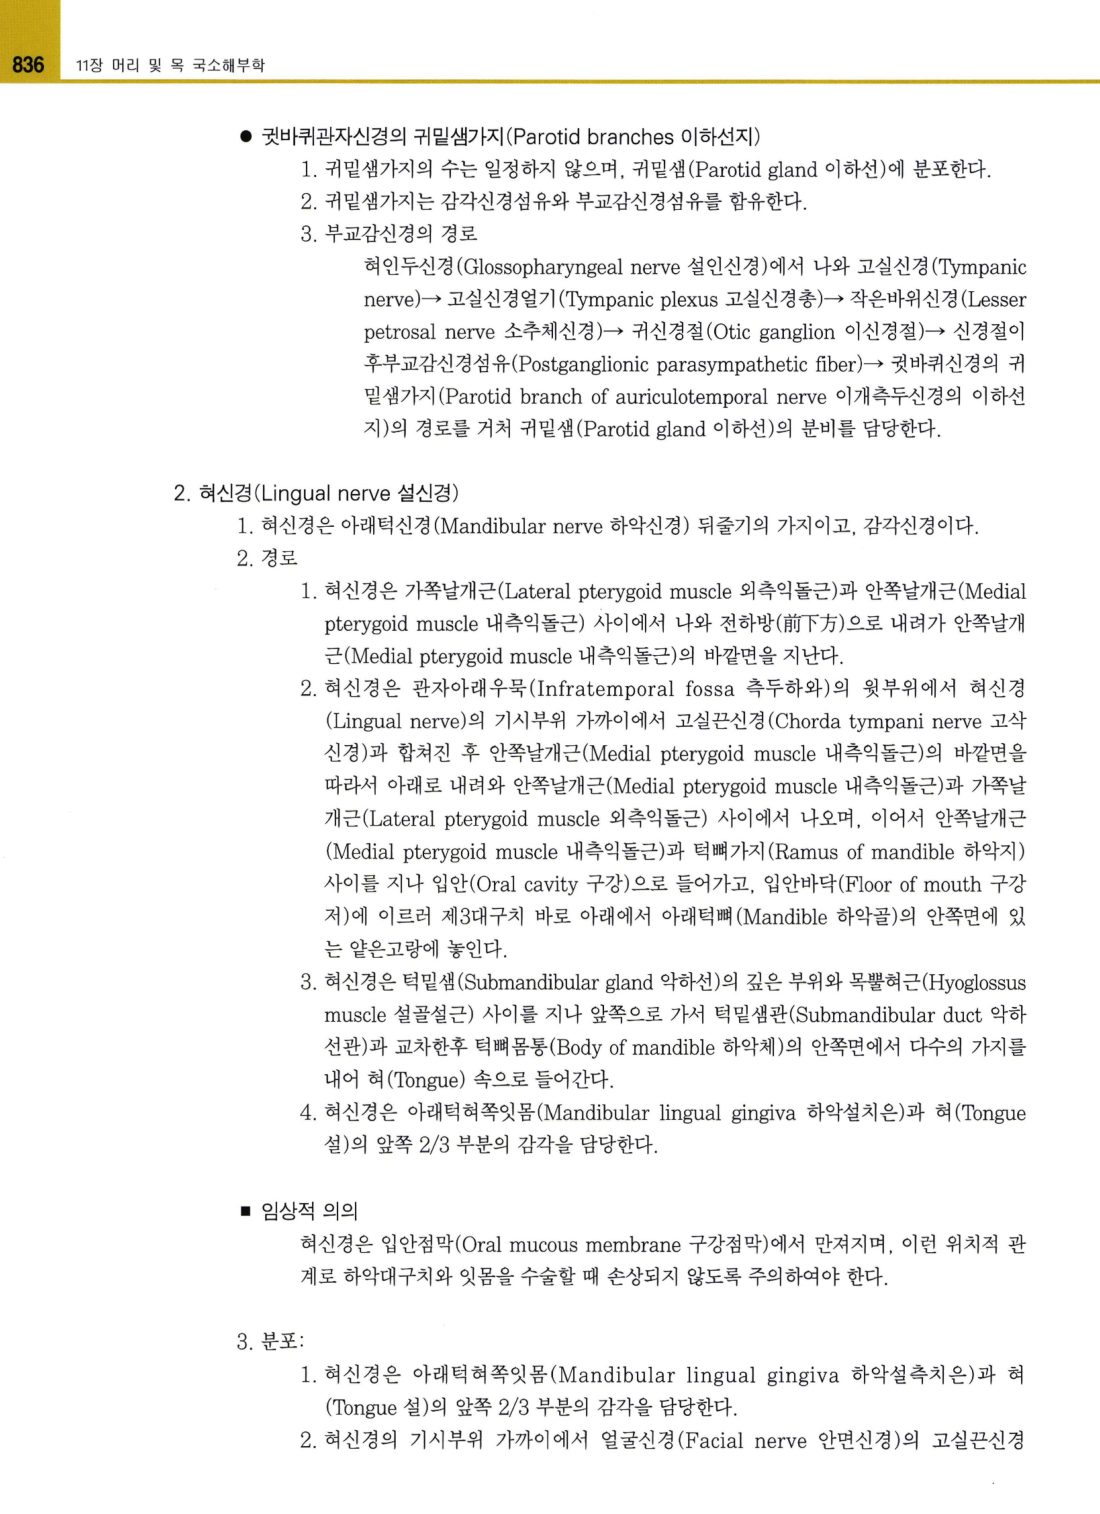 836
11장 머리 및 목 국소해부학
● 귓바퀴관자신경의 귀밑샘가지(Parotid branches 이하선지)
1. 귀밑샘가지의 수는 일정하지 않으며, 귀밑샘(Parotid gland 이하선)에 분포한다.
2. 귀밑샘가지는 감각신경섬유와 부교감신경섬유를 함유한다.
3. 부교감신경의 경로
혀인두신경(Glossopharyngeal nerve 설인신경)에서 나와 고실신경(Tympanic
nerve)→ 고실신경얼기(Tympanic plexus 고실신경총)→ 작은바위신경(Lesser
petrosal nerve 소추체신경)→ 귀신경절(Otic ganglion 이신경절)→ 신경절이
후부교감신경섬유(Postganglionic parasympathetic fiber)→ 귓바퀴신경의 귀
밑샘가지(Parotid branch of auriculotemporal nerve 이개측두신경의 이하선
지)의 경로를 거쳐 귀밑샘(Parotid gland 이하선)의 분비를 담당한다.
2. 혀신경(Lingual nerve 설신경)
1. 혀신경은 아래턱신경(Mandibular nerve 하악신경) 뒤줄기의 가지이고, 감각신경이다.
2. 경로
1. 혀신경은 가쪽날개근(Lateral pterygoid muscle 외측익돌근)과 안쪽날개근(Medial
pterygoid muscle 내측익돌근) 사이에서 나와 전하방(前下方)으로 내려가 안쪽날개
근(Medial pterygoid muscle 내측익돌근)의 바깥면을 지난다.
2. 혀신경은 관자아래우묵(Infratemporal fossa 측두하와)의 윗부위에서 혀신경
(Lingual nerve)의 기시부위 가까이에서 고실끈신경(Chorda tympani nerve 고삭
신경)과 합쳐진 후 안쪽날개근(Medial pterygoid muscle 내측익돌근)의 바깥면을
따라서 아래로 내려와 안쪽날개근(Medial pterygoid muscle 내측익돌근)과 가쪽날
개근(Lateral pterygoid muscle 외측익돌근) 사이에서 나오며, 이어서 안쪽날개근
(Medial pterygoid muscle 내측익돌근)과 턱뼈가지(Ramus of mandible 하악지)
사이를 지나 입안(Oral cavity 구강)으로 들어가고, 입안바닥(Floor of mouth 구강
저)에 이르러 제3대구치 바로 아래에서 아래턱뼈(Mandible 하악골)의 안쪽면에 있
는 얕은고랑에 놓인다.
3. 혀신경은 턱밑샘(Submandibular gland 악하선)의 깊은 부위와 목뿔혀근(Hyoglossus
muscle 설골설근) 사이를 지나 앞쪽으로 가서 턱밑샘관(Submandibular duct 악하
선관)과 교차한후 턱뼈몸통(Body of mandible 하악체)의 안쪽면에서 다수의 가지를
내어 혀(Tongue) 속으로 들어간다.
4. 혀신경은 아래턱혀쪽잇몸(Mandibular lingual gingiva 하악설치은)과 혀(Tongue
설)의 앞쪽 2/3 부분의 감각을 담당한다.
■ 임상적 의의
혀신경은 입안점막(Oral mucous membrane 구강점막)에서 만져지며, 이런 위치적 관
계로 하악대구치와 잇몸을 수술할 때 손상되지 않도록 주의하여야 한다.
3. 분포:
1. 혀신경은 아래턱혀쪽잇몸(Mandibular lingual gingiva 하악설측치은)과 혀
(Tongue 설)의 앞쪽 2/3 부분의 감각을 담당한다.
2. 혀신경의 기시부위 가까이에서 얼굴신경(Facial nerve 안면신경)의 고실끈신경